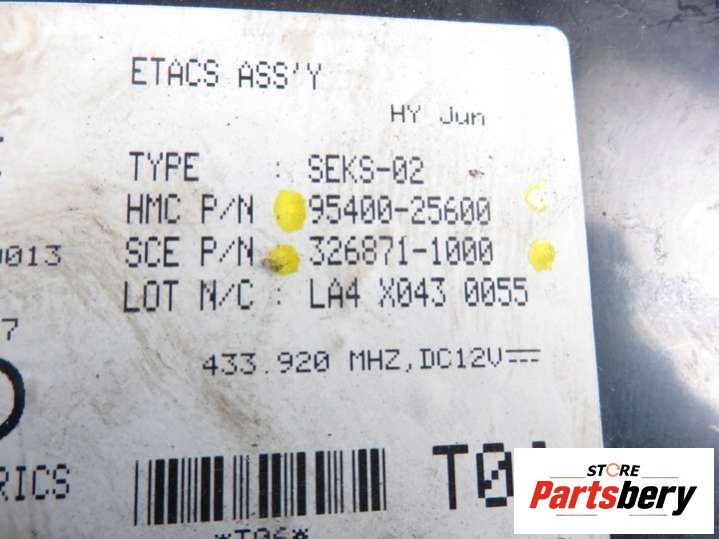 ETACS ASS'Y
HY Jun
TYPE : SEKS-02
HMC P/N 95400-25600
0013
SCE P/N 326871-1000
LOT N/C : LA4 X043 0055
7
433.920 MHZ,DC12V
RICS
*T06*
STORE
Partsbery